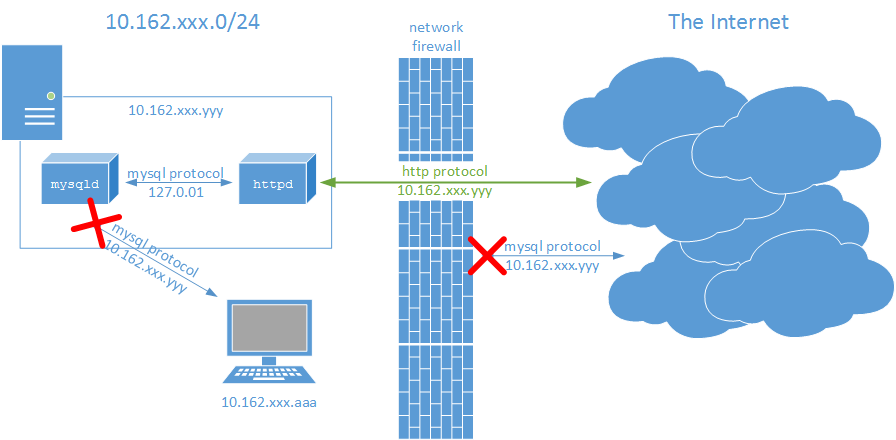 10.162.xxx.0/24
network
firewall
The Internet
10.162.xxx.yyy
mysqld
mysql protocol
127.0.01
httpd
http protocol
10.162.xxx.yyy
mysql protocol
10.162.xxx.yyy
mysql protocol
10.162.xxx.yyy
10.162.xxx.aaa